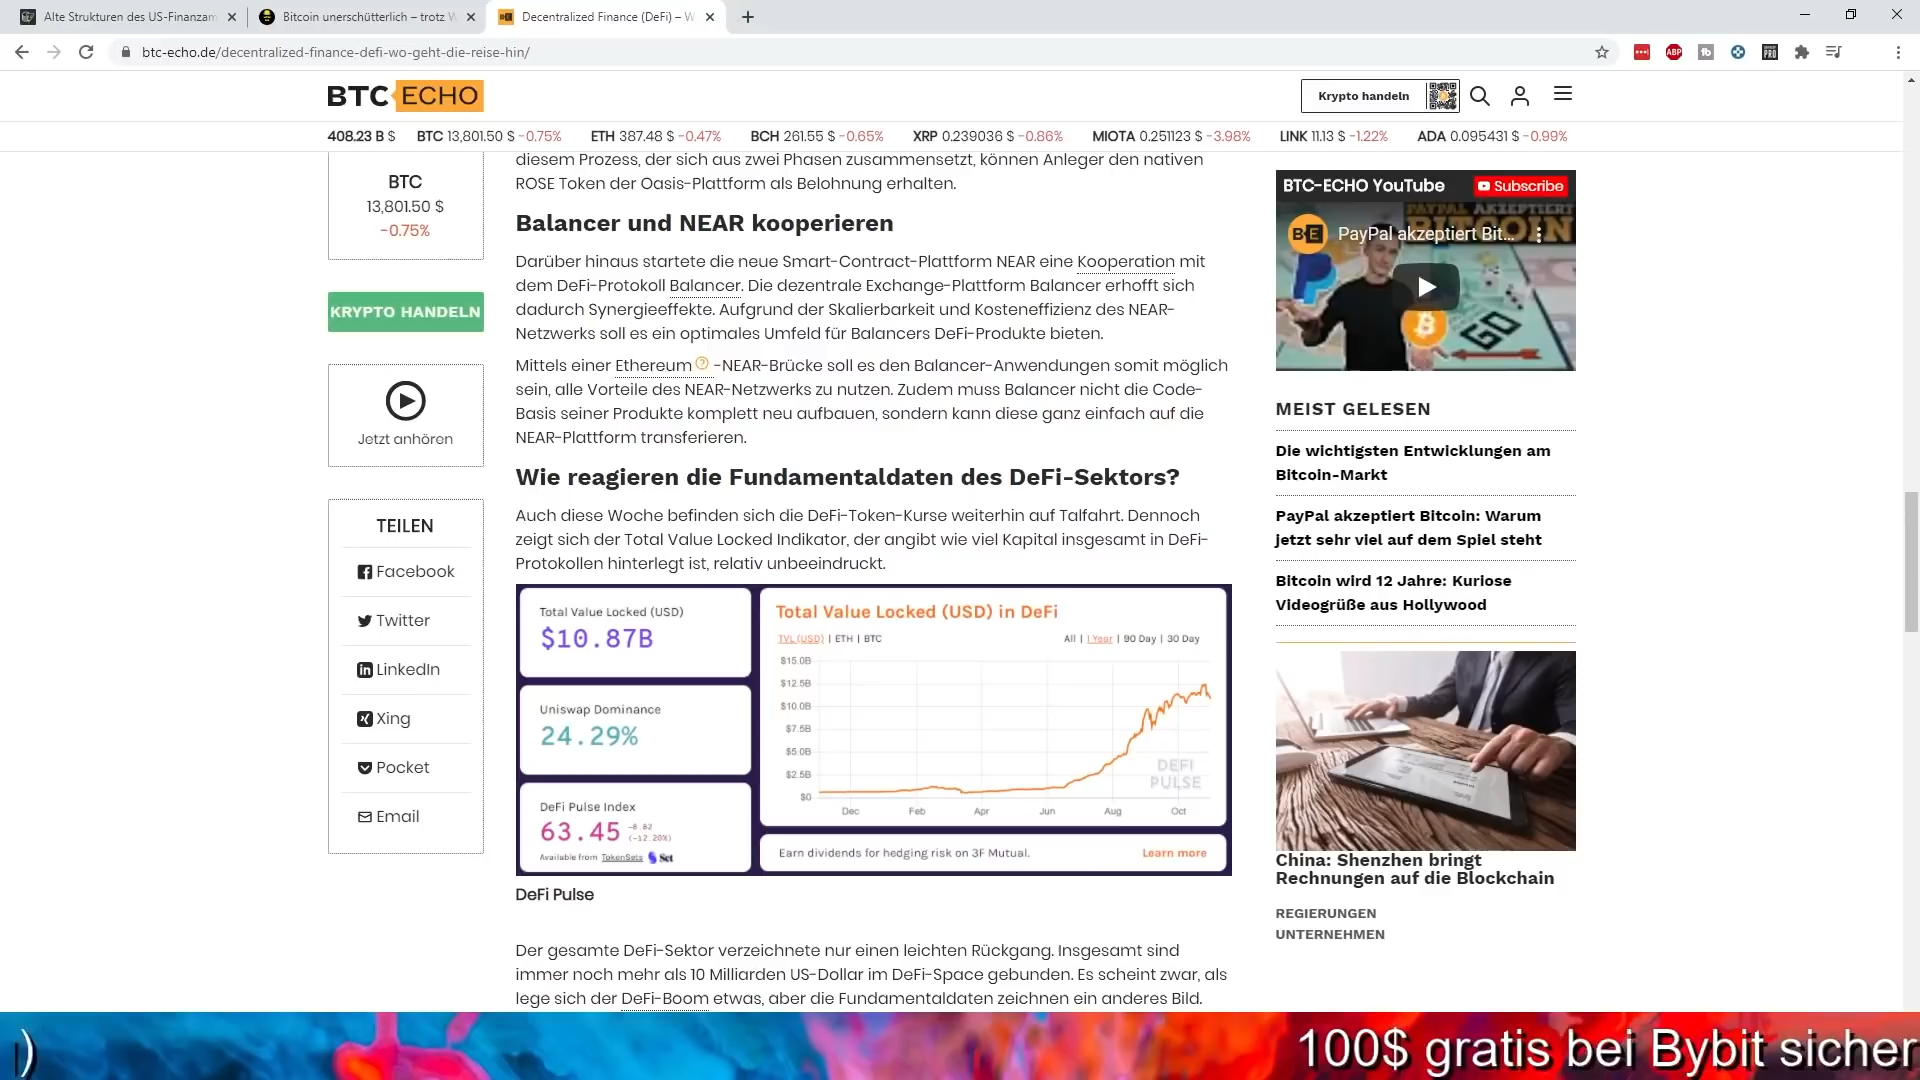 Alte Strukturen des US-Finanzam
Bitcoin unerschütterlich – trotz W
Decentralized Finance (DeFi) – W
btc-echo.de/decentralized-finance-defi-wo-geht-die-reise-hin/
ABP
PRO
BTC ECHO
Krypto handeln
408.23 B $ BTC 13,801.50 $ -0.75% ETH 387.48 $ -0.47% BCH 261.55 $ -0.65% XRP 0.239036 $ -0.86% MIOTA 0.251123 $ -3.98% LINK 11.13 $ -1.22% ADA 0.095431 $ -0.99%
BTC
13,801.50 $
-0.75%
KRYPTO HANDELN
Jetzt anhören
TEILEN
Facebook
Twitter
LinkedIn
Xing
Pocket
Email
diesem Prozess, der sich aus zwei Phasen zusammensetzt, können Anleger den nativen
ROSE Token der Oasis-Plattform als Belohnung erhalten.
Balancer und NEAR kooperieren
Darüber hinaus startete die neue Smart-Contract-Plattform NEAR eine Kooperation mit
dem DeFi-Protokoll Balancer. Die dezentrale Exchange-Plattform Balancer erhofft sich
dadurch Synergieeffekte. Aufgrund der Skalierbarkeit und Kosteneffizienz des NEAR-
Netzwerks soll es ein optimales Umfeld für Balancers DeFi-Produkte bieten.
Mittels einer Ethereum ? -NEAR-Brücke soll es den Balancer-Anwendungen somit möglich
sein, alle Vorteile des NEAR-Netzwerks zu nutzen. Zudem muss Balancer nicht die Code-
Basis seiner Produkte komplett neu aufbauen, sondern kann diese ganz einfach auf die
NEAR-Plattform transferieren.
Wie reagieren die Fundamentaldaten des DeFi-Sektors?
Auch diese Woche befinden sich die DeFi-Token-Kurse weiterhin auf Talfahrt. Dennoch
zeigt sich der Total Value Locked Indikator, der angibt wie viel Kapital insgesamt in DeFi-
Protokollen hinterlegt ist, relativ unbeeindruckt.
Total Value Locked (USD)
$10.87B
Uniswap Dominance
24.29%
DeFi Pulse Index
63.45 -8.82
(-12.20%)
Available from TokenSets Set
Total Value Locked (USD) in DeFi
TVL (USD) | ETH | BTC
All | 1 Year | 90 Day | 30 Day
$15.0B
$12.5B
$10.0B
$7.5B
$5.0B
$2.5B
$0
Dec Feb Apr Jun Aug Oct
DEFI
PULSE
Earn dividends for hedging risk on 3F Mutual. Learn more
DeFi Pulse
Der gesamte DeFi-Sektor verzeichnete nur einen leichten Rückgang. Insgesamt sind
immer noch mehr als 10 Milliarden US-Dollar im DeFi-Space gebunden. Es scheint zwar, als
lege sich der DeFi-Boom etwas, aber die Fundamentaldaten zeichnen ein anderes Bild.
BTC-ECHO YouTube
Subscribe
PAYPAL AKZEPTIERT
BITCOIN
BE PayPal akzeptiert Bit...
GO
MEIST GELESEN
Die wichtigsten Entwicklungen am
Bitcoin-Markt
PayPal akzeptiert Bitcoin: Warum
jetzt sehr viel auf dem Spiel steht
Bitcoin wird 12 Jahre: Kuriose
Videogrüße aus Hollywood
China: Shenzhen bringt
Rechnungen auf die Blockchain
REGIERUNGEN
UNTERNEHMEN
)
100$ gratis bei Bybit sicher